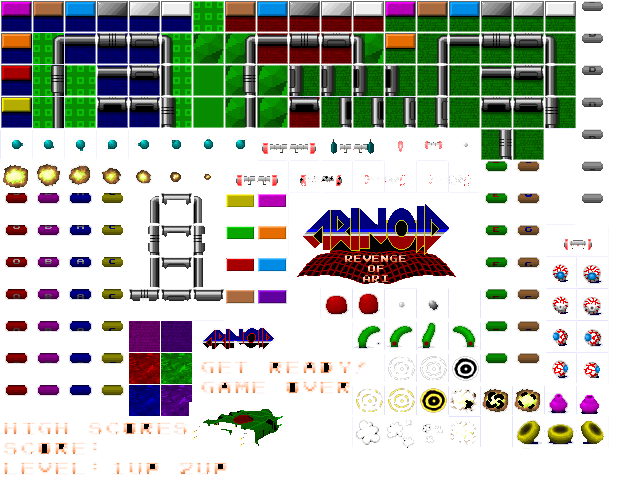 ARINOID
REVENGE
OF
ARI
ARINOID
GET READY!
GAME OVER
HIGH SCORES
SCORE:
LEVEL: 1UP 2UP